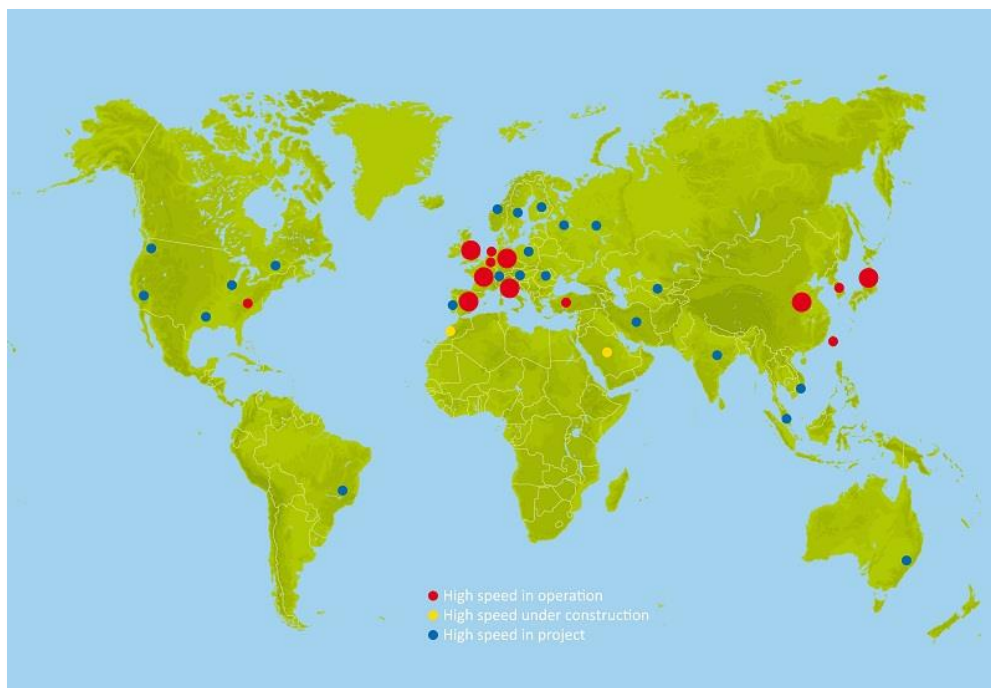 High speed in operation
High speed under construction
High speed in project